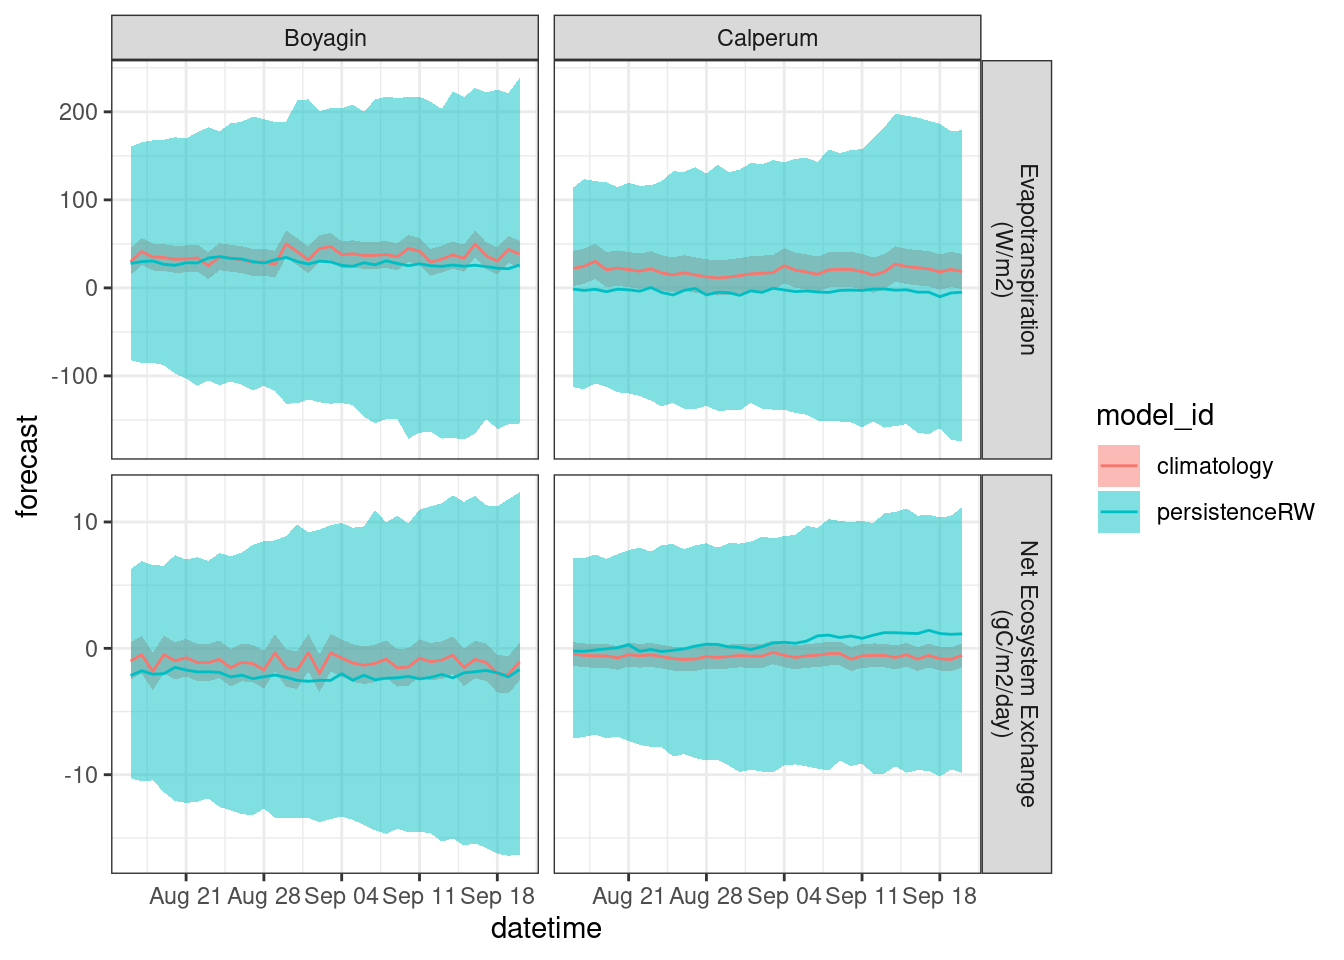 Boyagin
Calperum
200
100
0
-100
Evapotranspiration
(W/m2)
10
0
-10
Net Ecosystem Exchange
(gC/m2/day)
Aug 21 Aug 28 Sep 04 Sep 11 Sep 18
Aug 21 Aug 28 Sep 04 Sep 11 Sep 18
datetime
forecast
model_id
climatology
persistenceRW